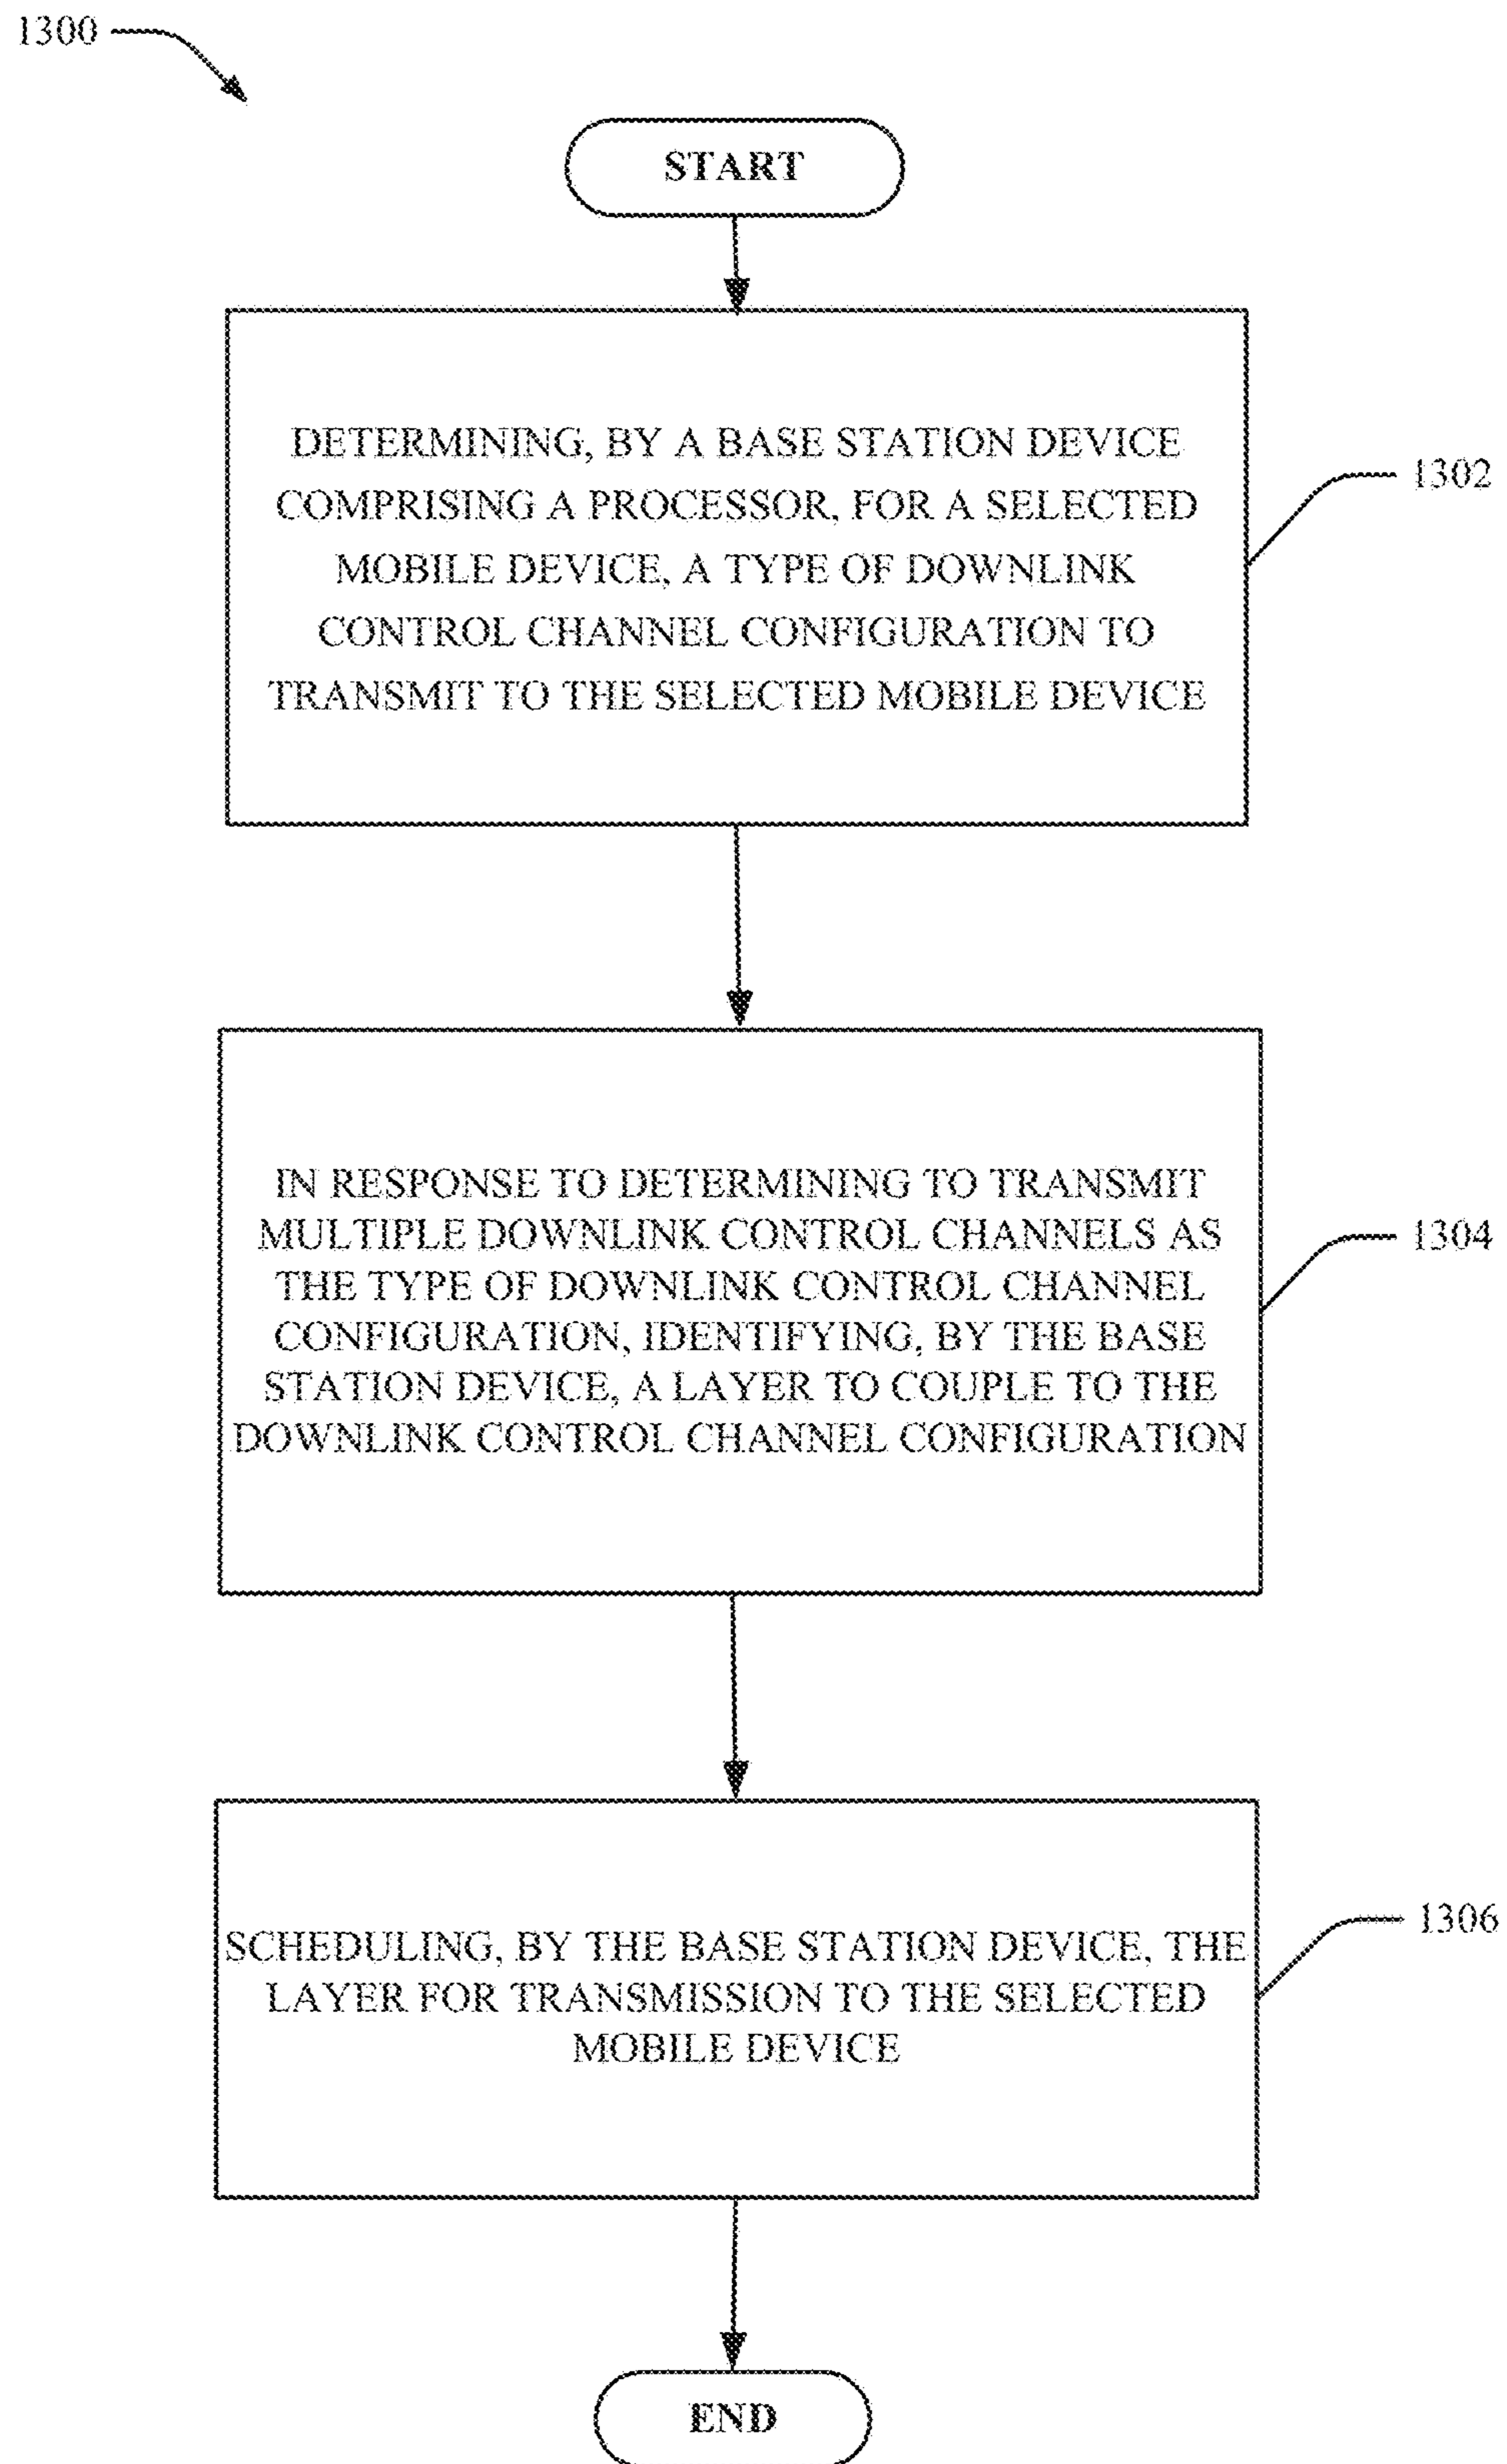 1300
START
DETERMINING, BY A BASE STATION DEVICE
COMPRISING A PROCESSOR, FOR A SELECTED
MOBILE DEVICE, A TYPE OF DOWNLINK
CONTROL CHANNEL CONFIGURATION TO
TRANSMIT TO THE SELECTED MOBILE DEVICE
1302
IN RESPONSE TO DETERMINING TO TRANSMIT
MULTIPLE DOWNLINK CONTROL CHANNELS AS
THE TYPE OF DOWNLINK CONTROL CHANNEL
CONFIGURATION, IDENTIFYING, BY THE BASE
STATION DEVICE, A LAYER TO COUPLE TO THE
DOWNLINK CONTROL CHANNEL CONFIGURATION
1304
SCHEDULING, BY THE BASE STATION DEVICE, THE
LAYER FOR TRANSMISSION TO THE SELECTED
MOBILE DEVICE
1306
END